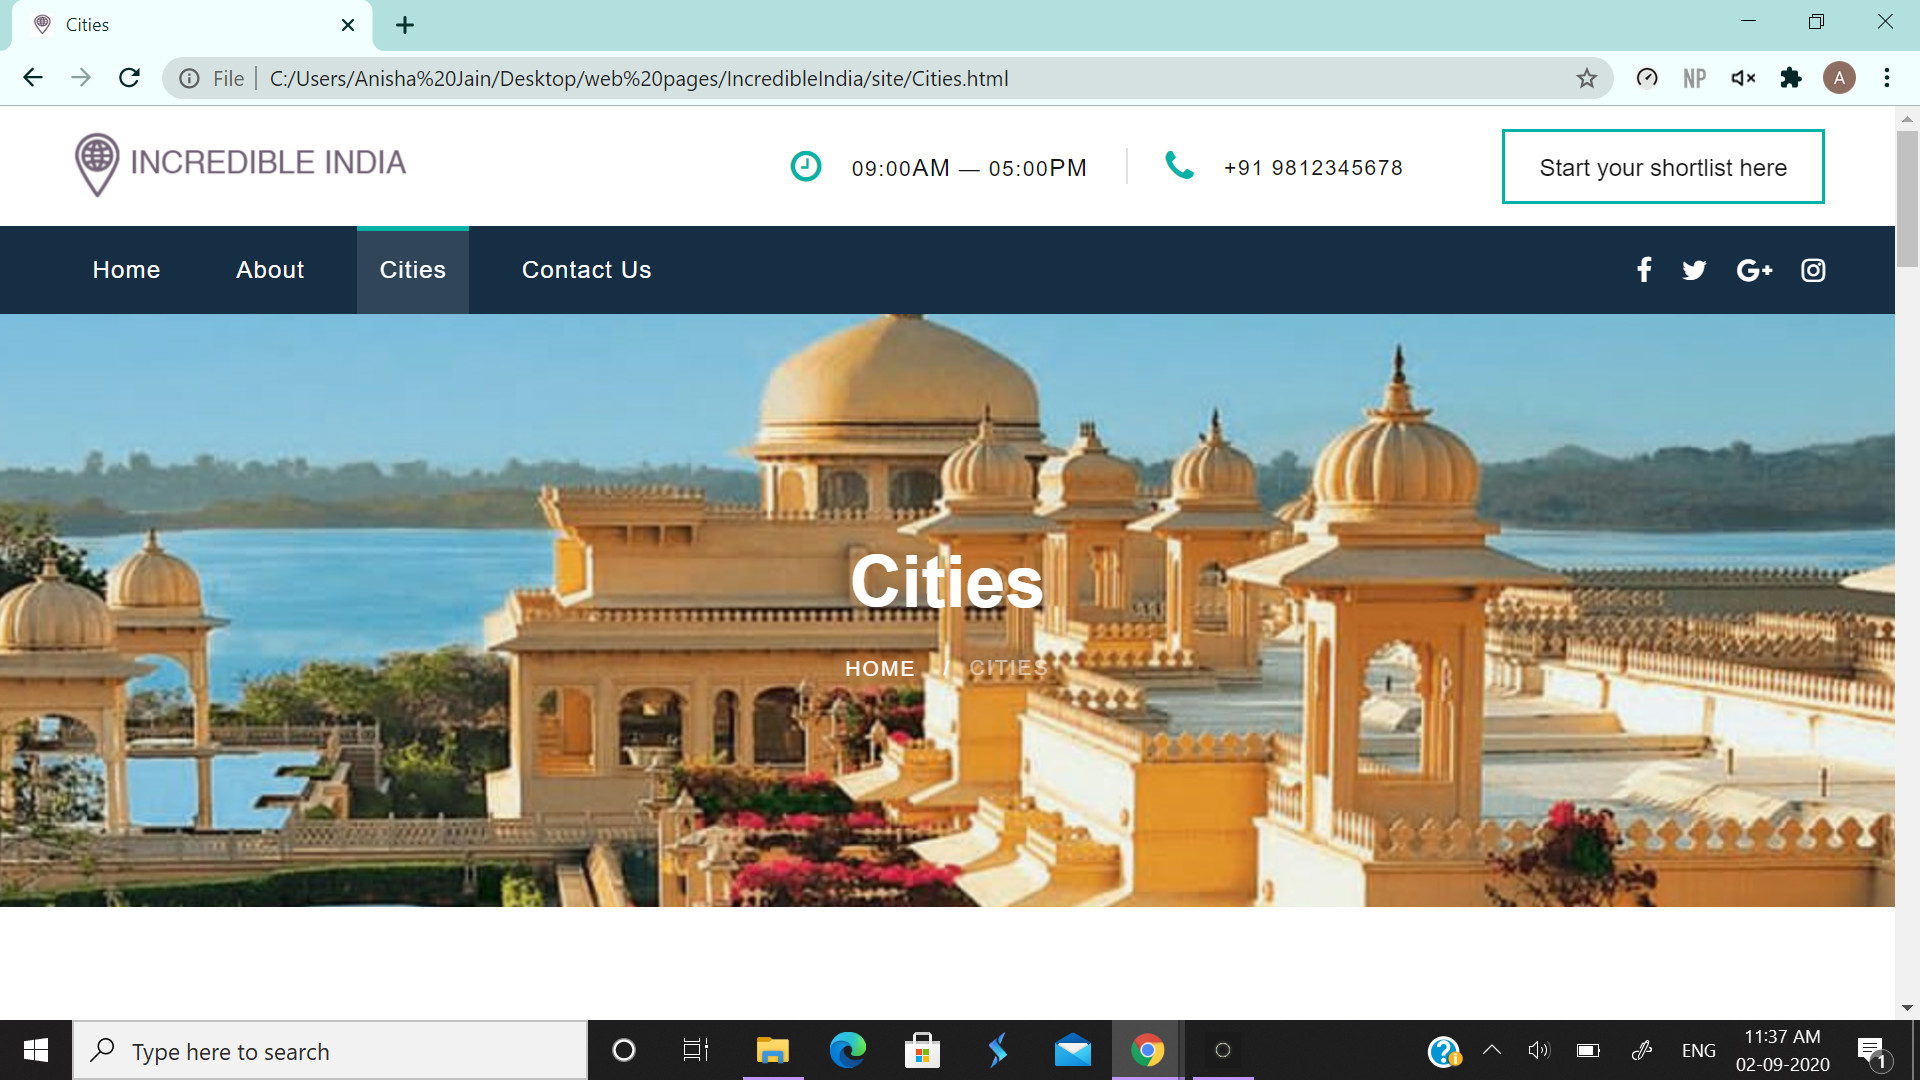 Cities
File
C:/Users/Anisha%20Jain/Desktop/web%20pages/IncredibleIndia/site/Cities.html
NP
A
INCREDIBLE INDIA
09:00AM — 05:00PM
+91 9812345678
Start your shortlist here
Home
About
Cities
Contact Us
G+
Cities
HOME / CITIES
Type here to search
ENG
11:37 AM
02-09-2020
1